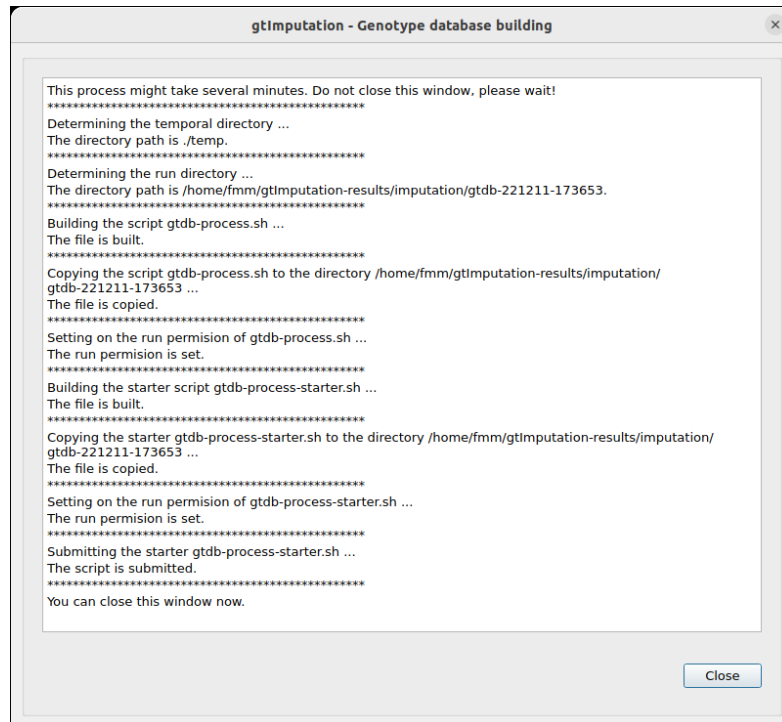 gtImputation - Genotype database building
This process might take several minutes. Do not close this window, please wait!
**************************************************
Determining the temporal directory ...
The directory path is ./temp.
**************************************************
Determining the run directory ...
The directory path is /home/fmm/gtImputation-results/imputation/gtdb-221211-173653.
**************************************************
Building the script gtdb-process.sh ...
The file is built.
**************************************************
Copying the script gtdb-process.sh to the directory /home/fmm/gtImputation-results/imputation/
gtdb-221211-173653 ...
The file is copied.
**************************************************
Setting on the run permision of gtdb-process.sh ...
The run permision is set.
**************************************************
Building the starter script gtdb-process-starter.sh ...
The file is built.
**************************************************
Copying the starter gtdb-process-starter.sh to the directory /home/fmm/gtImputation-results/imputation/
gtdb-221211-173653 ...
The file is copied.
**************************************************
Setting on the run permision of gtdb-process-starter.sh ...
The run permision is set.
**************************************************
Submitting the starter gtdb-process-starter.sh ...
The script is submitted.
**************************************************
You can close this window now.
Close